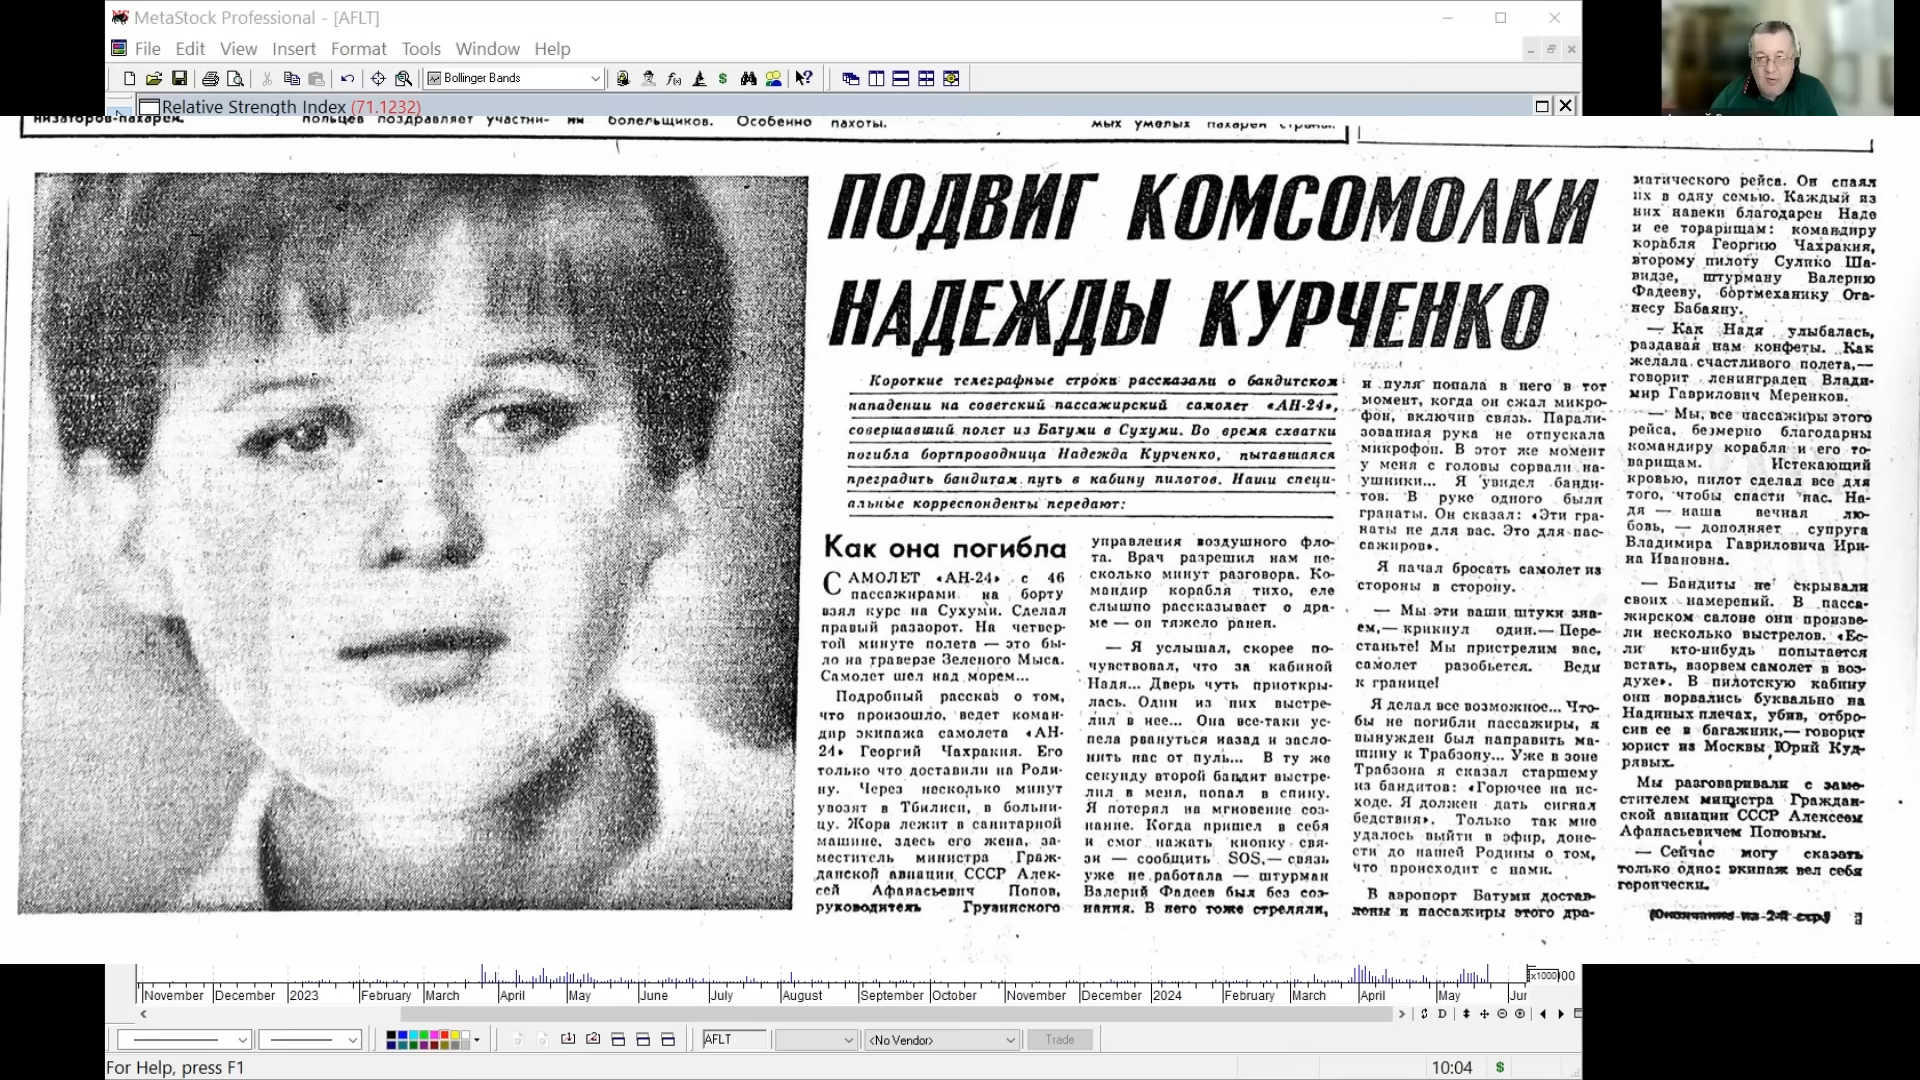 MetaStock Professional - [AFLT]
File Edit View Insert Format Tools Window Help
Bollinger Bands
Relative Strength Index (71.1232)
низаторов-пахарей.
польцев поздравляет участни-
болельщиков. Особенно
пахоты.
мых умелых пахарей страны.
ПОДВИГ КОМСОМОЛКИ
НАДЕЖДЫ КУРЧЕНКО
Короткие телеграфные строки рассказали о бандитском
нападении на советский пассажирский самолет «АН-24»,
совершавший полет из Батуми в Сухуми. Во время схватки
погибла бортпроводница Надежда Курченко, пытавшаяся
преградить бандитам путь в кабину пилотов. Наши специ-
альные корреспонденты передают:
Как она погибла
САМОЛЕТ «АН-24» с 46
пассажирами на борту
взял курс на Сухуми. Сделал
правый разворот. На четвер-
той минуте полета — это бы-
ло на траверзе Зеленого Мыса.
Самолет шел над морем...
Подробный рассказ о том,
что произошло, ведет коман-
дир экипажа самолета «АН-
24» Георгий Чахракия. Его
только что доставили на Роди-
ну. Через несколько минут
увозят в Тбилиси, в больни-
цу. Жора лежит в санитарной
машине, здесь его жена, за-
меститель министра Граж-
данской авиации СССР Алек-
сей Афанасьевич Попов,
руководитель Грузинского
управления воздушного фло-
та. Врач разрешил нам не-
сколько минут разговора. Ко-
мандир корабля тихо, еле
слышно рассказывает о дра-
ме — он тяжело ранен.
— Я услышал, скорее по-
чувствовал, что за кабиной
Надя... Дверь чуть приоткры-
лась. Один из них выстре-
лил в нее... Она все-таки ус-
пела рвануться назад и засло-
нить нас от пуль... В ту же
секунду второй бандит выстре-
лил в меня, попал в спину.
Я потерял на мгновение соз-
нание. Когда пришел в себя
и смог нажать кнопку свя-
зи — сообщить SOS,— связь
уже не работала — штурман
Валерий Фадеев был без соз-
нания. В него тоже стреляли,
и пуля попала в него в тот
момент, когда он сжал микро-
фон, включив связь. Парали-
зованная рука не отпускала
микрофон. В этот же момент
у меня с головы сорвали на-
ушники... Я увидел банди-
тов. В руке одного были
гранаты. Он сказал: «Эти гра-
наты не для вас. Это для пас-
сажиров».
Я начал бросать самолет из
стороны в сторону.
— Мы эти ваши штуки зна-
ем,— крикнул один.— Пере-
станьте! Мы пристрелим вас,
самолет разобьется. Веди
к границе!
Я делал все возможное... Что-
бы не погибли пассажиры, я
вынужден был направить ма-
шину к Трабзону... Уже в зоне
Трабзона я сказал старшему
из бандитов: «Горючее на ис-
ходе. Я должен дать сигнал
бедствия». Только так мне
удалось выйти в эфир, доне-
сти до нашей Родины о том,
что происходит с нами.
В аэропорт Батуми достав-
лены и пассажиры этого дра-
матического рейса. Он спаял
их в одну семью. Каждый из
них навеки благодарен Наде
и ее товарищам: командиру
корабля Георгию Чахракия,
второму пилоту Сулико Ша-
видзе, штурману Валерию
Фадееву, бортмеханику Ога-
несу Бабаяну.
— Как Надя улыбалась,
раздавая нам конфеты. Как
желала счастливого полета,—
говорит ленинградец Влади-
мир Гаврилович Меренков.
— Мы, все пассажиры этого
рейса, безмерно благодарны
командиру корабля и его то-
варищам. Истекающий
кровью, пилот сделал все для
того, чтобы спасти нас. На-
дя — наша вечная лю-
бовь, — дополняет супруга
Владимира Гавриловича Ири-
на Ивановна.
— Бандиты не скрывали
своих намерений. В пасса-
жирском салоне они произве-
ли несколько выстрелов. «Ес-
ли кто-нибудь попытается
встать, взорвем самолет в воз-
духе». В пилотскую кабину
они ворвались буквально на
Надиных плечах, убив, отбро-
сив ее в багажник,— говорит
юрист из Москвы Юрий Куд-
рявых.
Мы разговаривали с заме-
стителем министра Граждан-
ской авиации СССР Алексеем
Афанасьевичем Поповым.
— Сейчас могу сказать
только одно: экипаж вел себя
героически.
(Окончание на 2-й стр.)
x1000
November December 2023 February March April May June July August September October November December 2024 February March April May Jun
D
AFLT <No Vendor> Trade
For Help, press F1 10:04